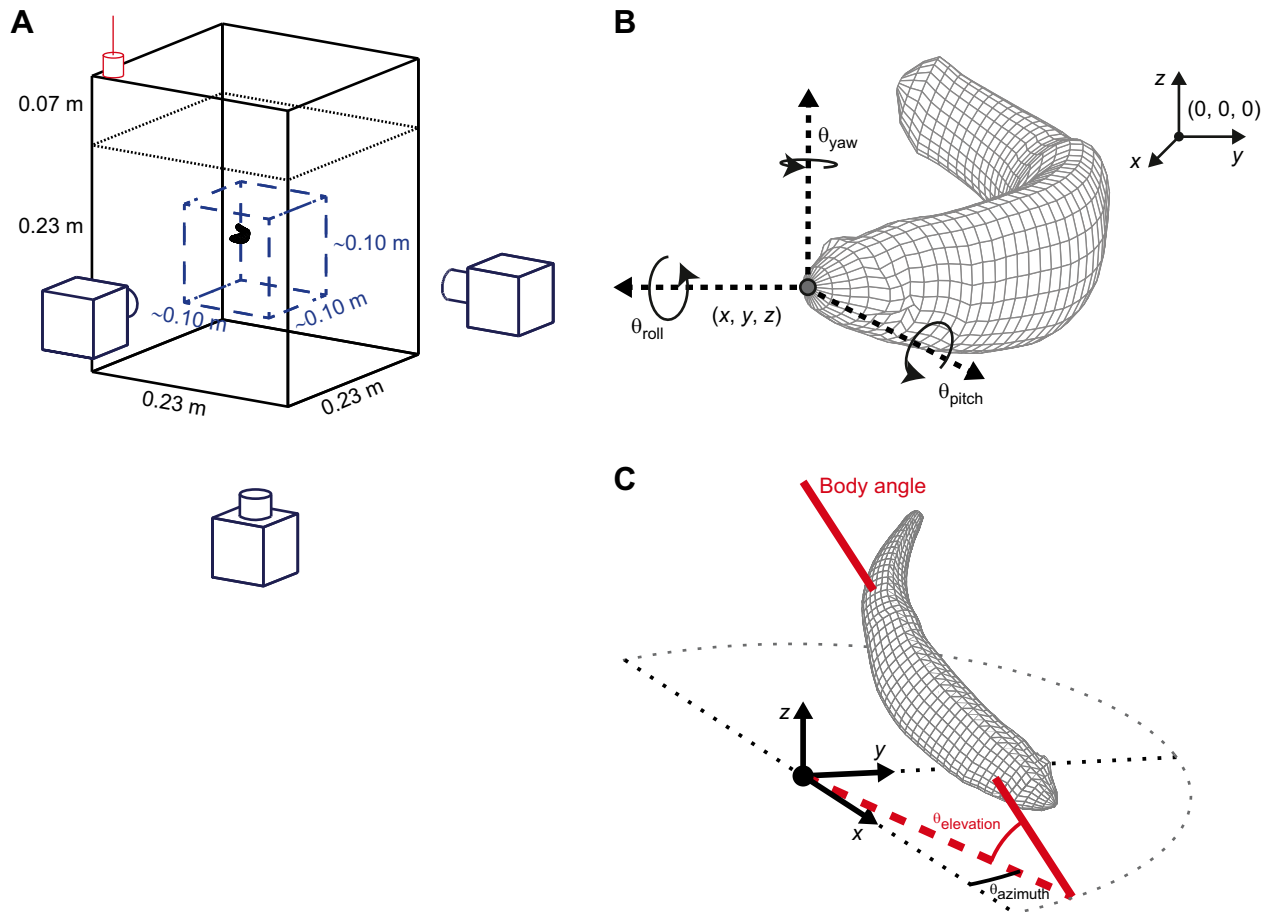 A
0.07 m
0.23 m
~0.10 m
~0.10 m
~0.10 m
0.23 m
0.23 m
B
θyaw
θroll
(x, y, z)
θpitch
z
(0, 0, 0)
x
y
C
Body angle
z
y
x
θelevation
θazimuth